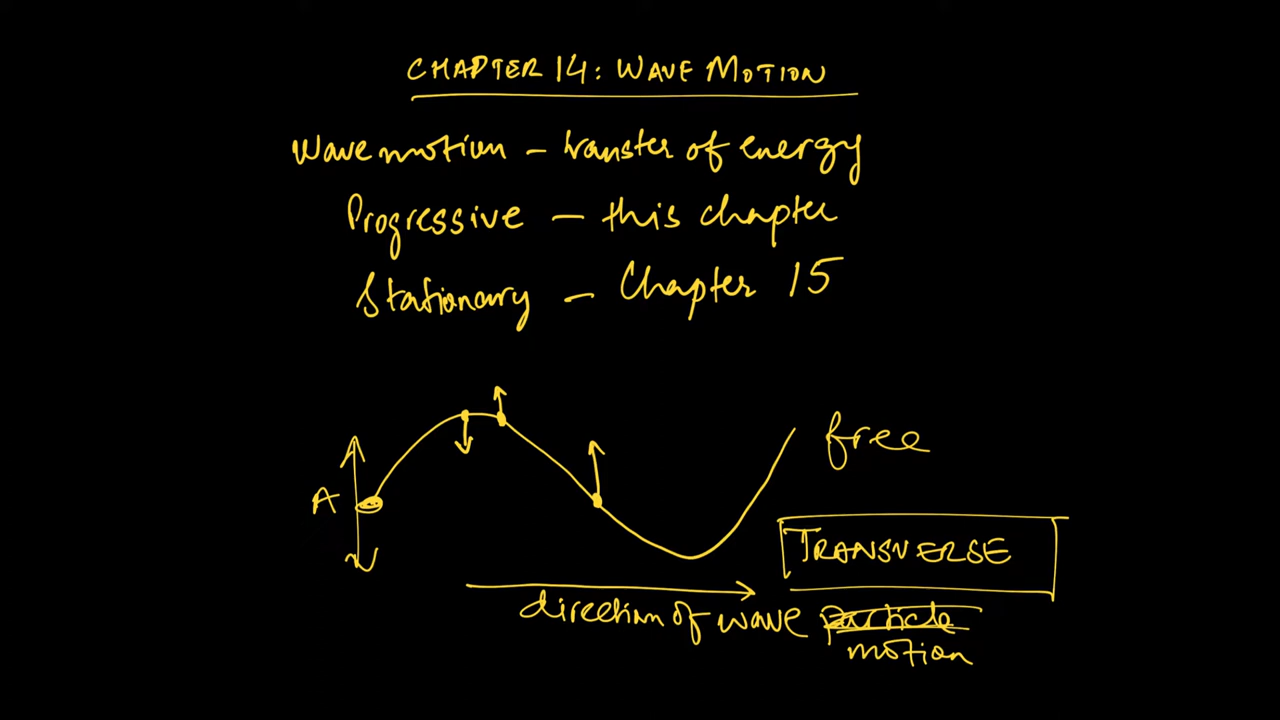 CHAPTER 14: WAVE MOTION
Wave motion – transfer of energy
Progressive – this chapter
Stationary – Chapter 15
free
A
TRANSVERSE
direction of wave particle
motion